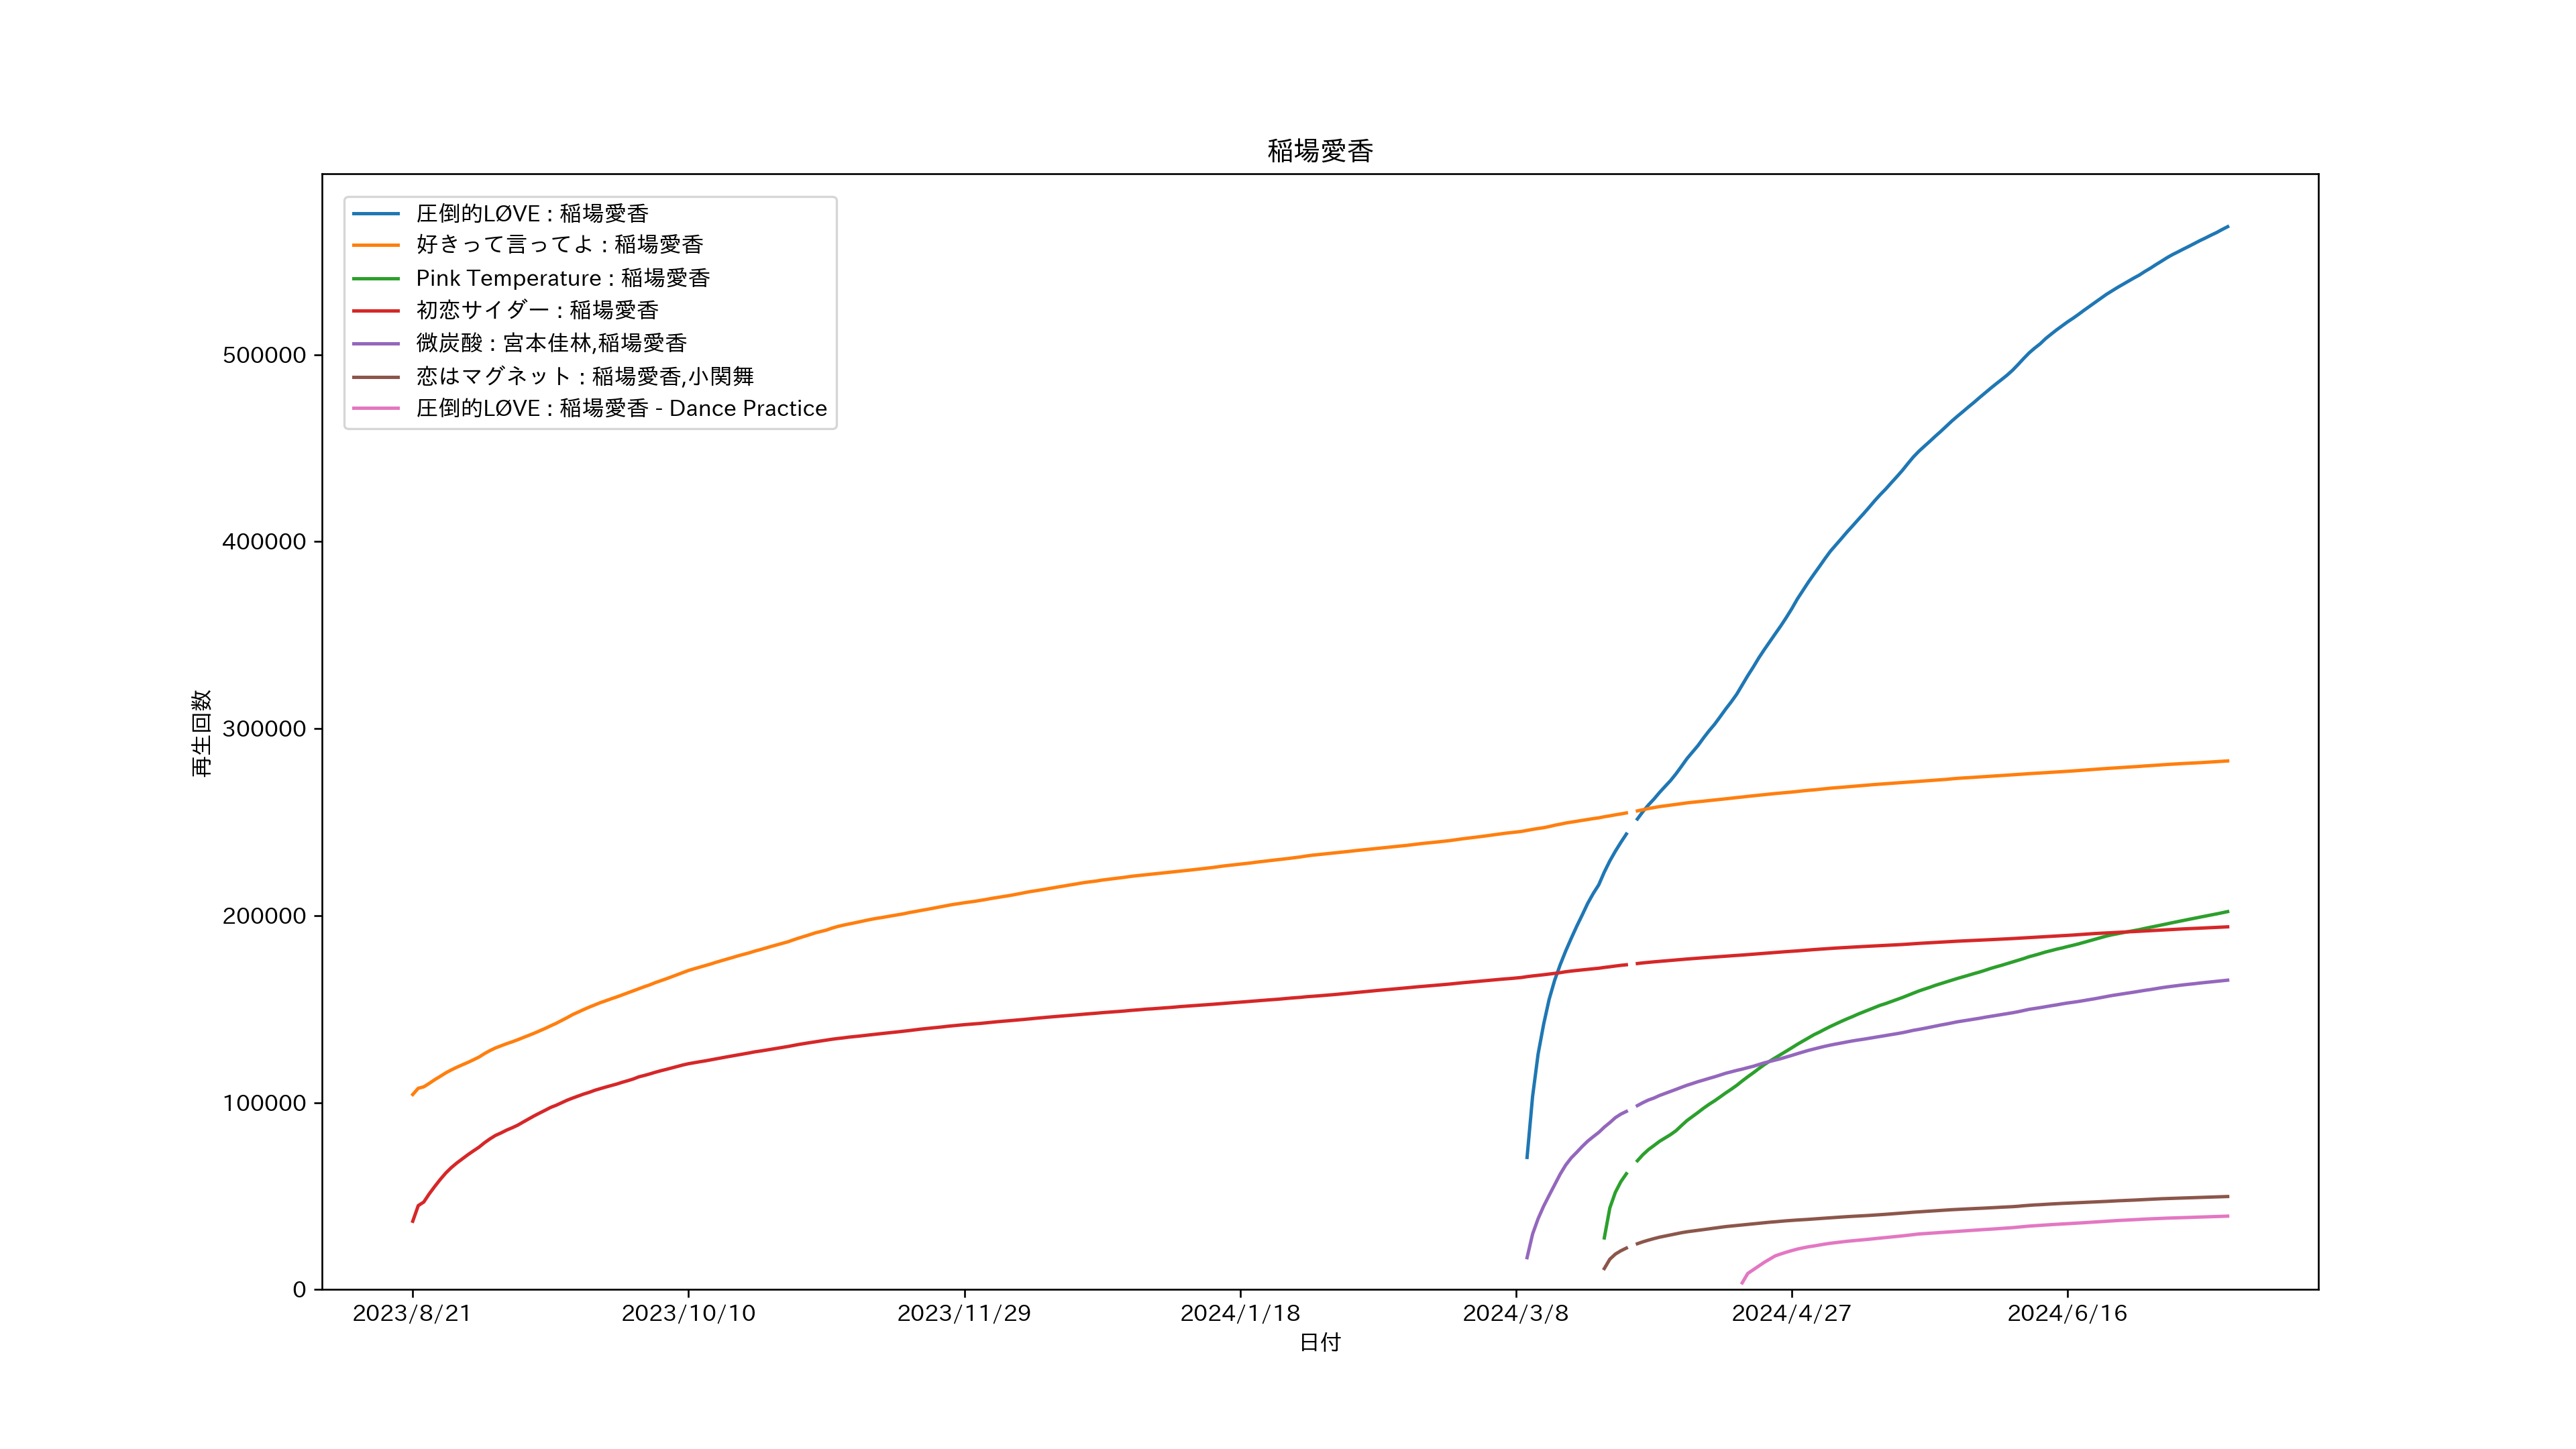 稲場愛香
圧倒的LØVE : 稲場愛香
好きって言ってよ : 稲場愛香
Pink Temperature : 稲場愛香
初恋サイダー : 稲場愛香
微炭酸 : 宮本佳林,稲場愛香
恋はマグネット : 稲場愛香,小関舞
圧倒的LØVE : 稲場愛香 - Dance Practice
500000
400000
300000
200000
100000
0
再生回数
2023/8/21
2023/10/10
2023/11/29
2024/1/18
2024/3/8
2024/4/27
2024/6/16
日付